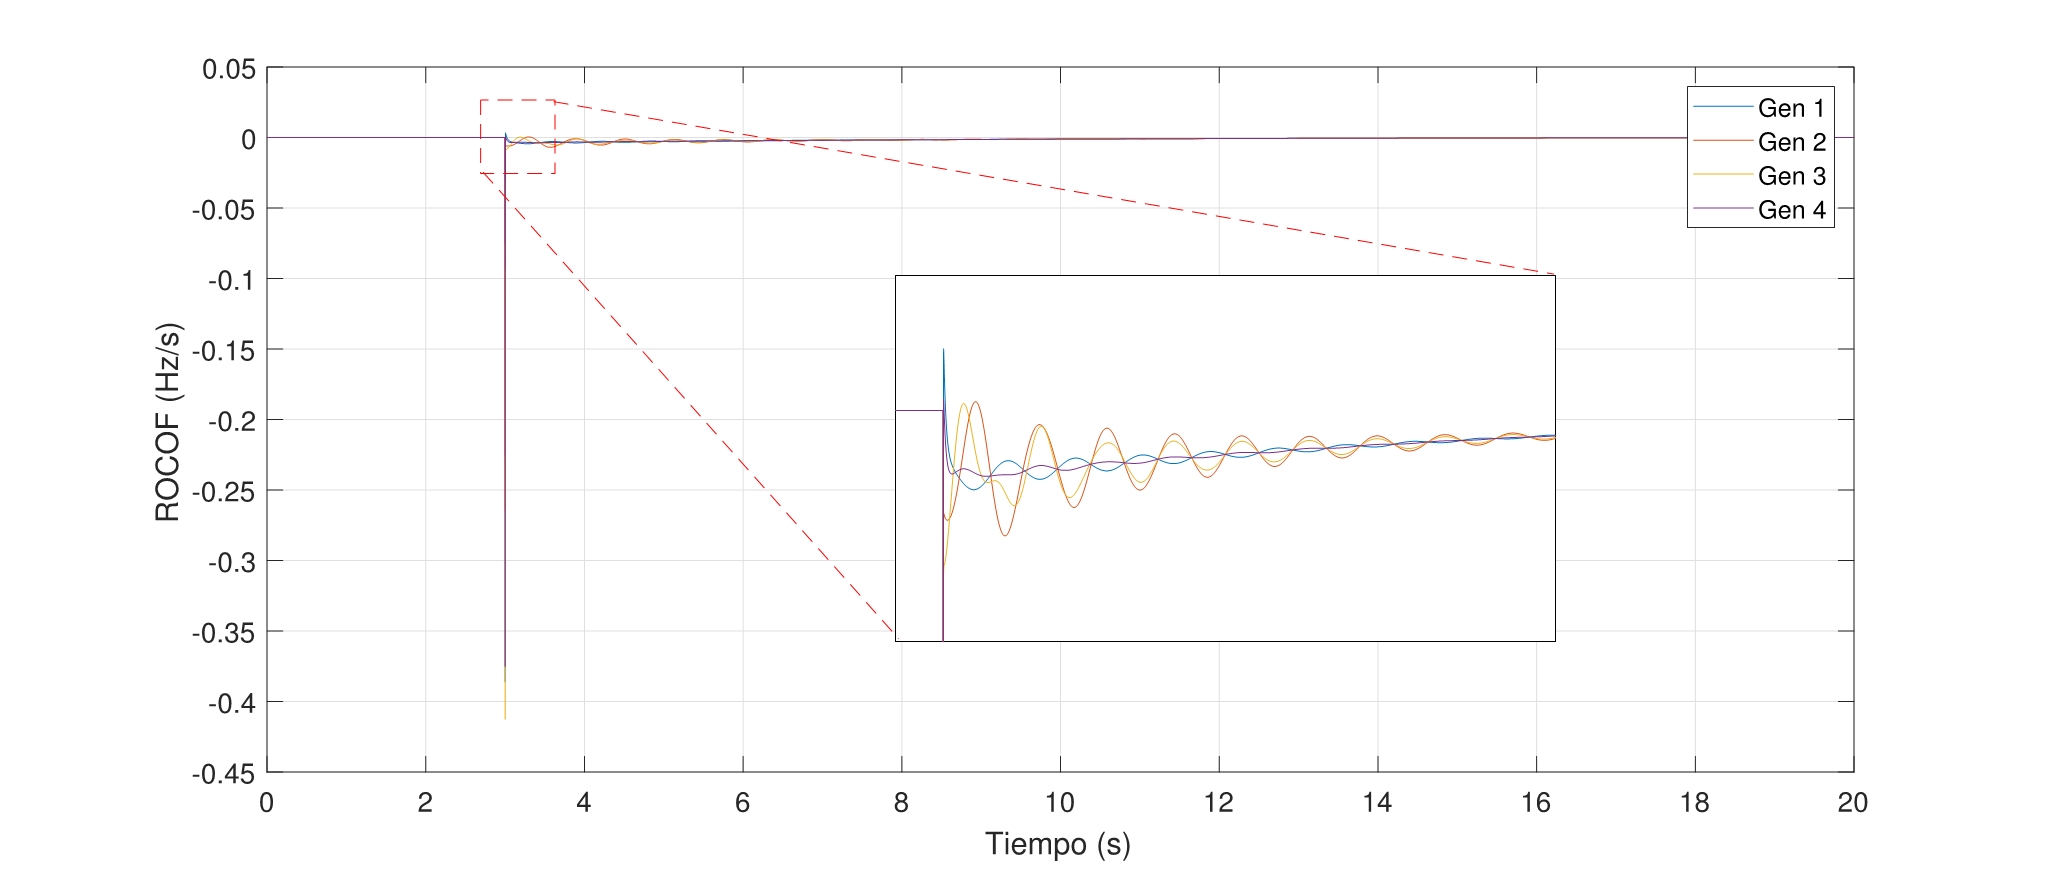 0.05
0
-0.05
-0.1
-0.15
-0.2
-0.25
-0.3
-0.35
-0.4
-0.45
ROCOF (Hz/s)
Gen 1
Gen 2
Gen 3
Gen 4
0 2 4 6 8 10 12 14 16 18 20
Tiempo (s)